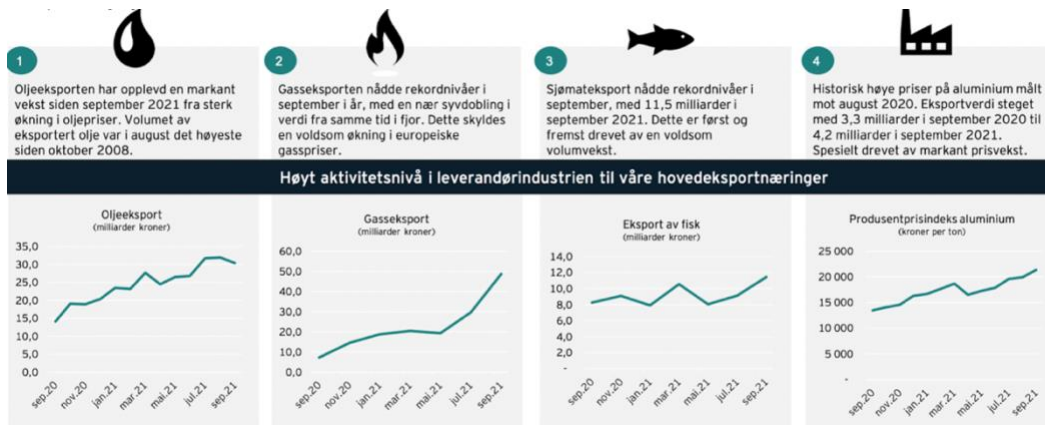 1
Oljeeksporten har opplevd en markant
vekst siden september 2021 fra sterk
økning i oljepriser. Volumet av
eksportert olje var i august det høyeste
siden oktober 2008.
2
Gasseksporten nådde rekordnivåer i
september i år, med en nær syvdobling i
verdi fra samme tid i fjor. Dette skyldes
en voldsom økning i europeiske
gasspriser.
3
Sjømateksport nådde rekordnivåer i
september, med 11,5 milliarder i
september 2021. Dette er først og
fremst drevet av en voldsom
volumvekst.
4
Historisk høye priser på aluminium målt
mot august 2020. Eksportverdi steget
med 3,3 milliarder i september 2020 til
4,2 milliarder i september 2021.
Spesielt drevet av markant prisvekst.
Høyt aktivitetsnivå i leverandørindustrien til våre hovedeksportnæringer
Oljeeksport
(milliarder kroner)
35,0
30,0
25,0
20,0
15,0
10,0
5,0
0,0
sep.20 nov.20 jan.21 mar.21 mai.21 jul.21 sep.21
Gasseksport
(milliard kroner)
60,0
50,0
40,0
30,0
20,0
10,0
0,0
sep.20 nov.20 jan.21 mar.21 mai.21 jul.21 sep.21
Eksport av fisk
(milliarder kroner)
14,0
12,0
10,0
8,0
6,0
4,0
2,0
-
sep.20 nov.20 jan.21 mar.21 mai.21 jul.21 sep.21
Produsentprisindeks aluminium
(kroner per ton)
25 000
20 000
15 000
10 000
5 000
-
sep.20 nov.20 jan.21 mar.21 mai.21 jul.21 sep.21